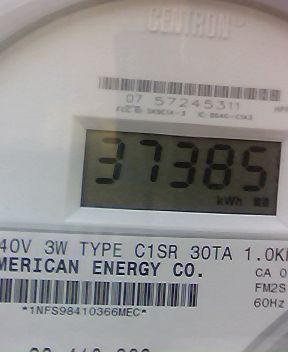 CENTRON
07 57245311
37385
kWh
40V 3W TYPE C1SR 30TA 1.0K
MERICAN ENERGY CO.
CA 0
FM2S
60Hz
*1NFS98410366MEC*